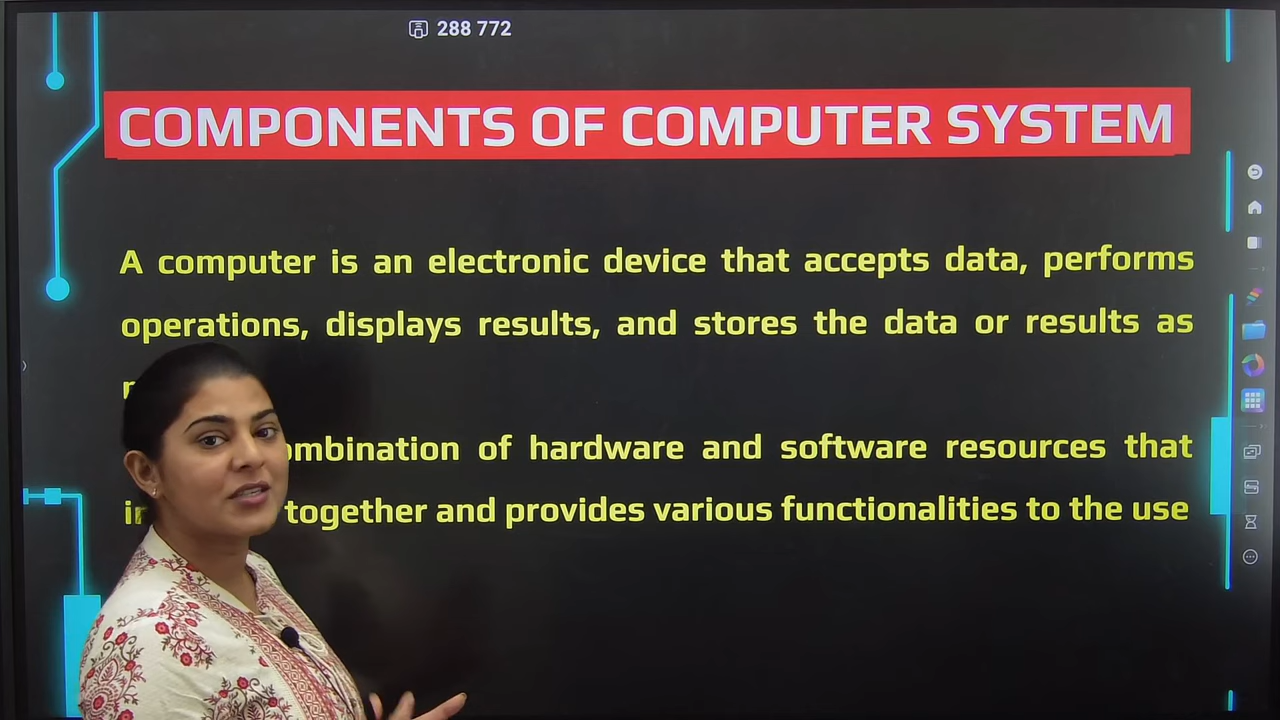 288 772
COMPONENTS OF COMPUTER SYSTEM
A computer is an electronic device that accepts data, performs
operations, displays results, and stores the data or results as
of hardware and software resources that
together and provides various functionalities to the use